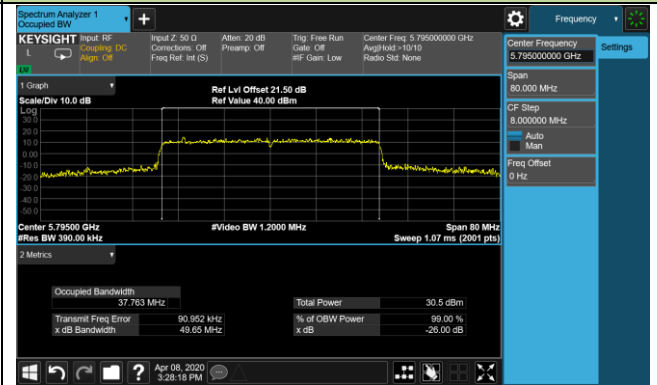 Spectrum Analyzer 1
Occupied BW
+
Frequency
KEYSIGHT
L
LXI
Input: RF
Coupling: DC
Align: Off
Input Z: 50 Ω
Corrections: Off
Freq Ref: Int (S)
Atten: 20 dB
Preamp: Off
Trig: Free Run
Gate: Off
#IF Gain: Low
Center Freq: 5.795000000 GHz
Avg|Hold:>10/10
Radio Std: None
Center Frequency
5.795000000 GHz
Settings
Span
80.000 MHz
CF Step
8.000000 MHz
Auto
Man
Freq Offset
0 Hz
1 Graph
Scale/Div 10.0 dB
Ref Lvl Offset 21.50 dB
Ref Value 40.00 dBm
Log
30.0
20.0
10.0
0.00
-10.0
-20.0
-30.0
-40.0
-50.0
Center 5.79500 GHz
#Res BW 390.00 kHz
#Video BW 1.2000 MHz
Span 80 MHz
Sweep 1.07 ms (2001 pts)
2 Metrics
Occupied Bandwidth
37.763 MHz
Total Power 30.5 dBm
Transmit Freq Error 90.952 kHz
% of OBW Power 99.00 %
x dB Bandwidth 49.65 MHz
x dB -26.00 dB
?
Apr 08, 2020
3:28:18 PM